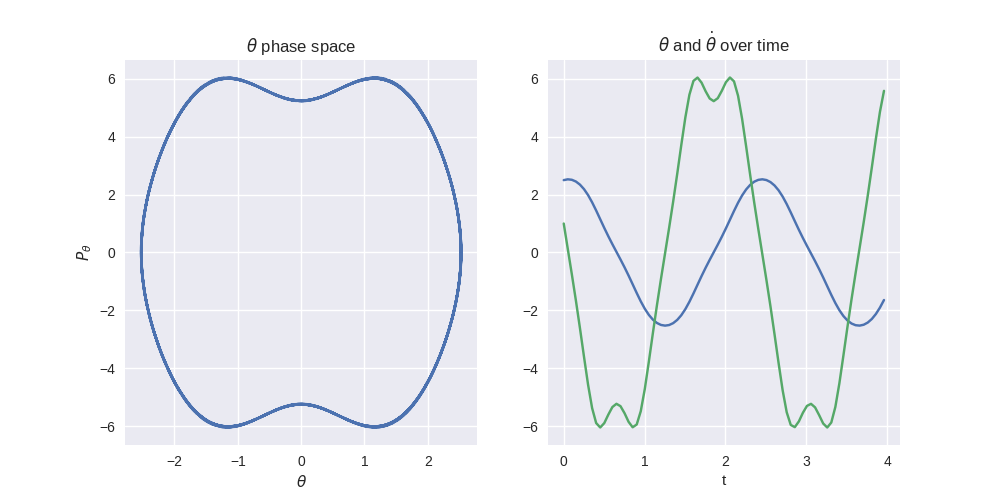 θ phase space
6
4
2
0
−2
−4
−6
P_θ
−2 −1 0 1 2
θ
θ and θ̇ over time
6
4
2
0
−2
−4
−6
0 1 2 3 4
t